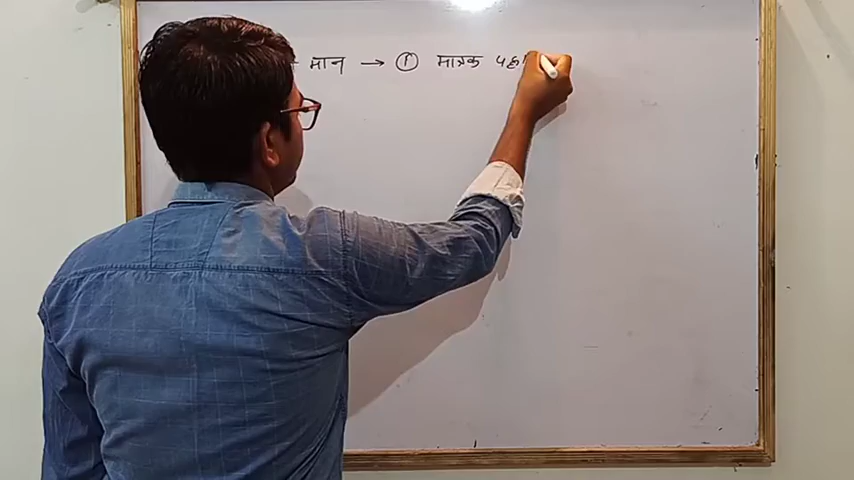 मान → ① मात्रक